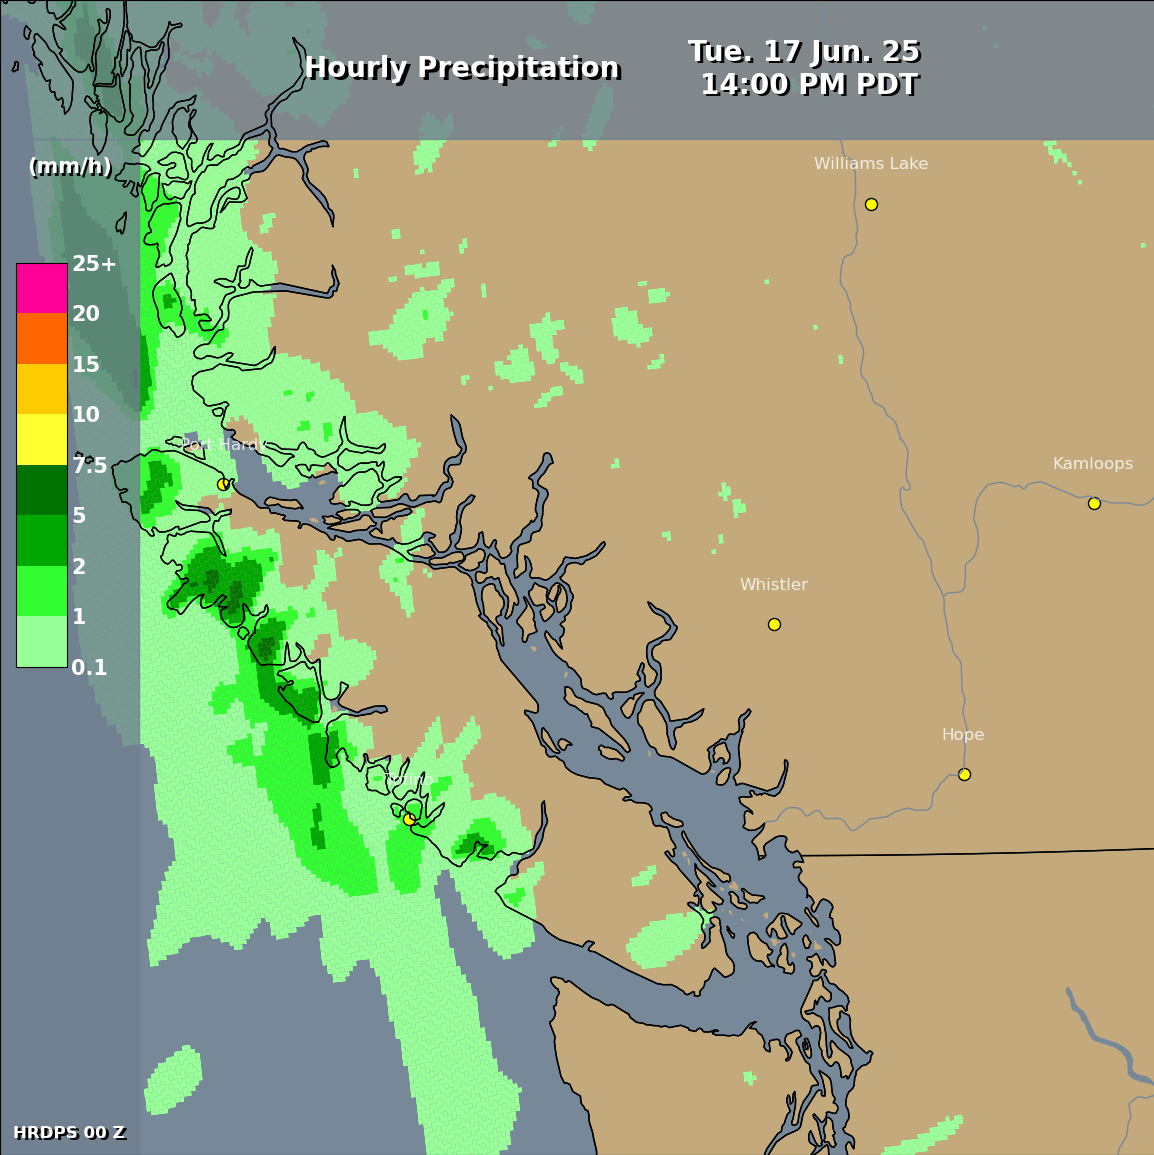 Hourly Precipitation
Tue. 17 Jun. 25
14:00 PM PDT
(mm/h)
Williams Lake
25+
20
15
10
7.5
5
2
1
0.1
Port Hardy
Kamloops
Whistler
Hope
Tofino
HRDPS 00 Z